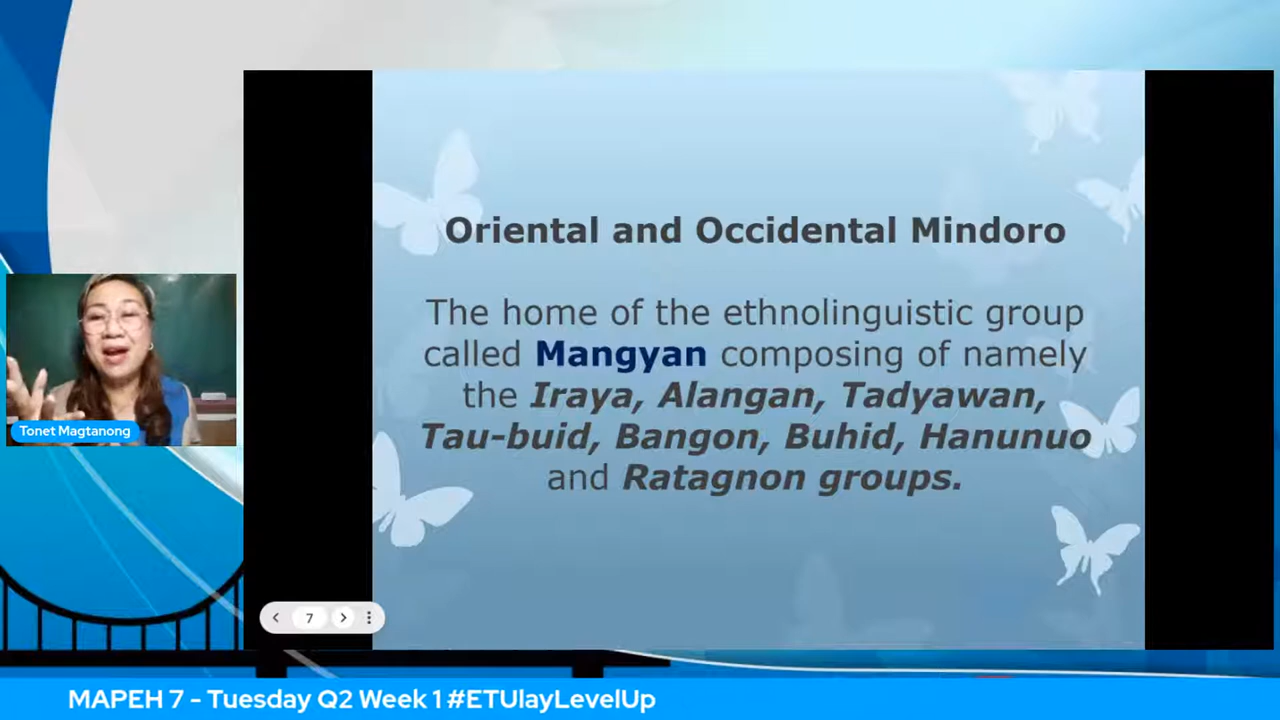 Oriental and Occidental Mindoro
The home of the ethnolinguistic group
called Mangyan composing of namely
the Iraya, Alangan, Tadyawan,
Tau-buid, Bangon, Buhid, Hanunuo
and Ratagnon groups.
Tonet Magtanong
7
MAPEH 7 - Tuesday Q2 Week 1 #ETUlayLevelUp